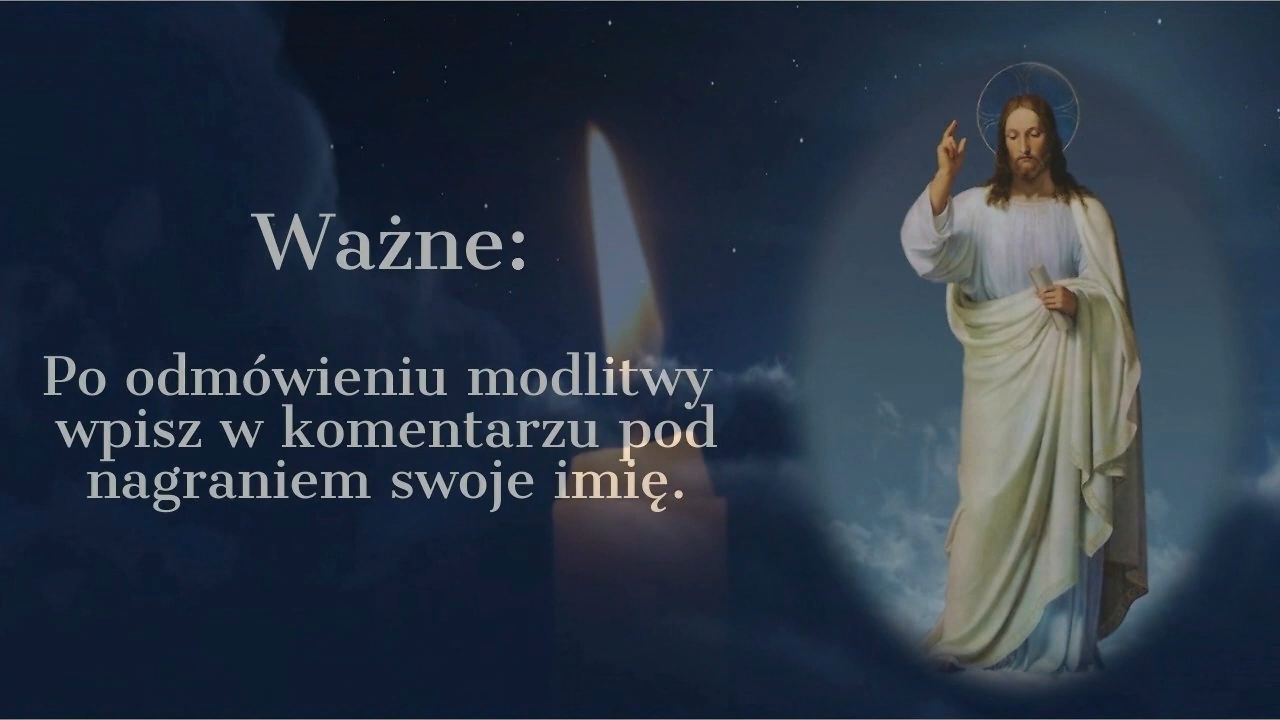 Ważne:
Po odmówieniu modlitwy
wpisz w komentarzu pod
nagraniem swoje imię.